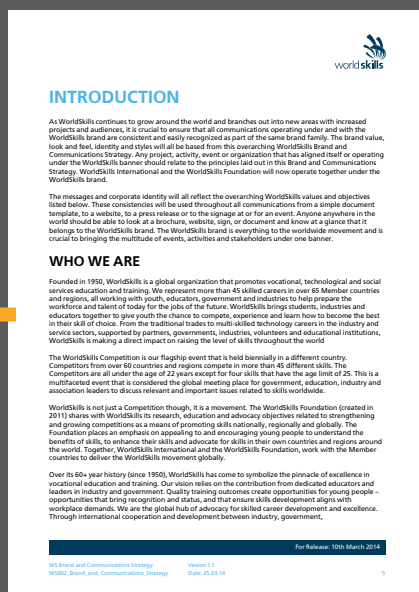 worldskills
INTRODUCTION
As WorldSkills continues to grow around the world and branches out into new areas with increased
projects and audiences, it is crucial to ensure that all communications operating under and with the
WorldSkills brand are consistent and easily recognized as part of the same brand family. The brand value,
look and feel, identity and styles will all be based from this overarching WorldSkills Brand and
Communications Strategy. Any project, activity, event or organization that has aligned itself or operating
under the WorldSkills banner should relate to the principles laid out in this Brand and Communications
Strategy. WorldSkills International and the WorldSkills Foundation will now operate together under the
WorldSkills brand.
The messages and corporate identity will all reflect the overarching WorldSkills values and objectives
listed below. These consistencies will be used throughout all communications from a simple document
template, to a website, to a press release or to the signage at or for an event. Anyone anywhere in the
world should be able to look at a brochure, website, sign, or document and know at a glance that it
belongs to the WorldSkills brand. The WorldSkills brand is everything to the worldwide movement and is
crucial to bringing the multitude of events, activities and stakeholders under one banner.
WHO WE ARE
Founded in 1950, WorldSkills is a global organization that promotes vocational, technological and social
services education and training. We represent more than 45 skilled careers in over 65 Member countries
and regions, all working with youth, educators, government and industries to help prepare the
workforce and talent of today for the jobs of the future. WorldSkills brings students, industries and
educators together to give youth the chance to compete, experience and learn how to become the best
in their skill of choice. From the traditional trades to multi-skilled technology careers in the industry and
service sectors, supported by partners, governments, industries, volunteers and educational institutions,
WorldSkills is making a direct impact on raising the level of skills throughout the world
The WorldSkills Competition is our flagship event that is held biennially in a different country.
Competitors from over 60 countries and regions compete in more than 45 different skills. The
Competitors are all under the age of 22 years except for four skills that have the age limit of 25. This is a
multifaceted event that is considered the global meeting place for government, education, industry and
association leaders to discuss relevant and important issues related to skills worldwide.
WorldSkills is not just a Competition though, it is a movement. The WorldSkills Foundation (created in
2011) shares with WorldSkills its research, education and advocacy objectives related to strengthening
and growing competitions as a means of promoting skills nationally, regionally and globally. The
Foundation places an emphasis on appealing to and encouraging young people to understand the
benefits of skills, to enhance their skills and advocate for skills in their own countries and regions around
the world. Together, WorldSkills International and the WorldSkills Foundation, work with the Member
countries to deliver the WorldSkills movement globally.
Over its 60+ year history (since 1950), WorldSkills has come to symbolize the pinnacle of excellence in
vocational education and training. Our vision relies on the contribution from dedicated educators and
leaders in industry and government. Quality training outcomes create opportunities for young people –
opportunities that bring recognition and status, and that ensure skills development aligns with
workplace demands. We are the global hub of advocacy for skilled career development and excellence.
Through international cooperation and development between industry, government,
For Release: 10th March 2014
WS Brand and Communications Strategy Version 1.1
WS002_Brand_and_Communications_Strategy Date: 25.03.14 5